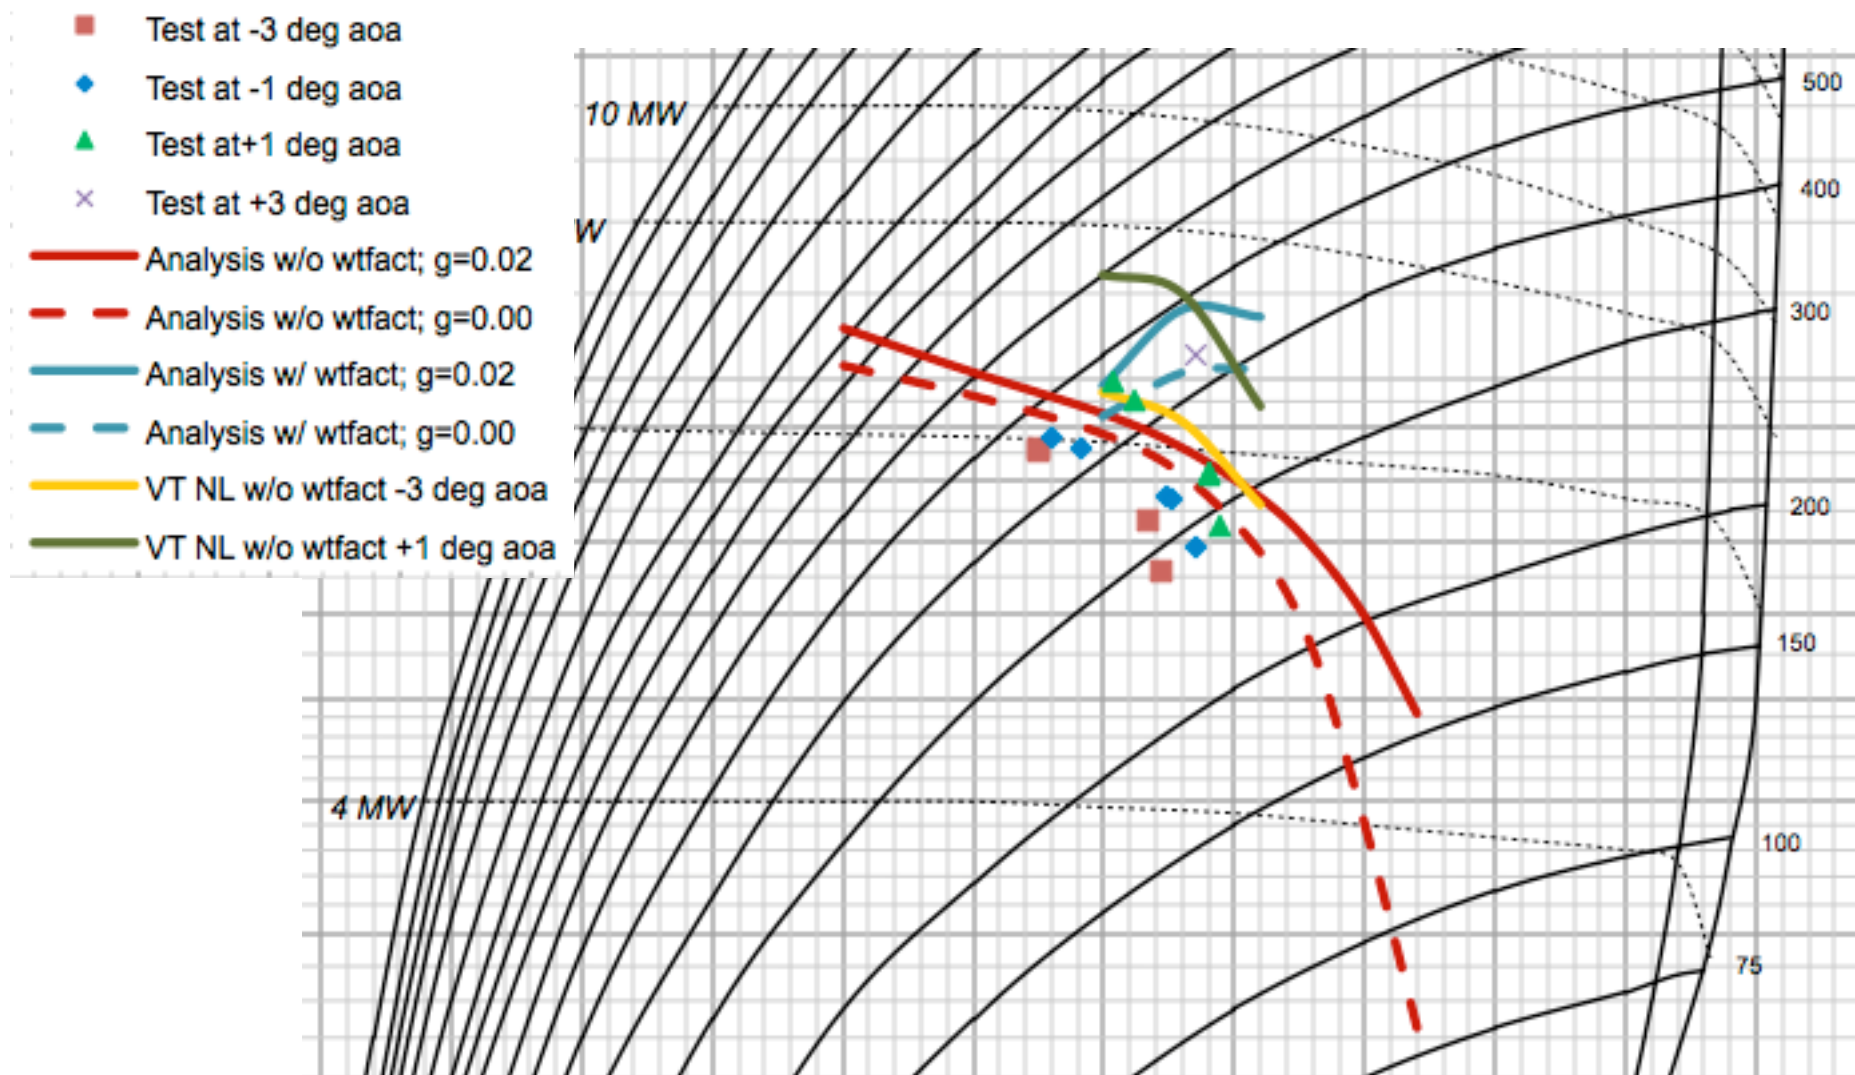 Test at -3 deg aoa
Test at -1 deg aoa
Test at+1 deg aoa
Test at +3 deg aoa
Analysis w/o wtfact; g=0.02
Analysis w/o wtfact; g=0.00
Analysis w/ wtfact; g=0.02
Analysis w/ wtfact; g=0.00
VT NL w/o wtfact -3 deg aoa
VT NL w/o wtfact +1 deg aoa
10 MW
W
4 MW
500
400
300
200
150
100
75